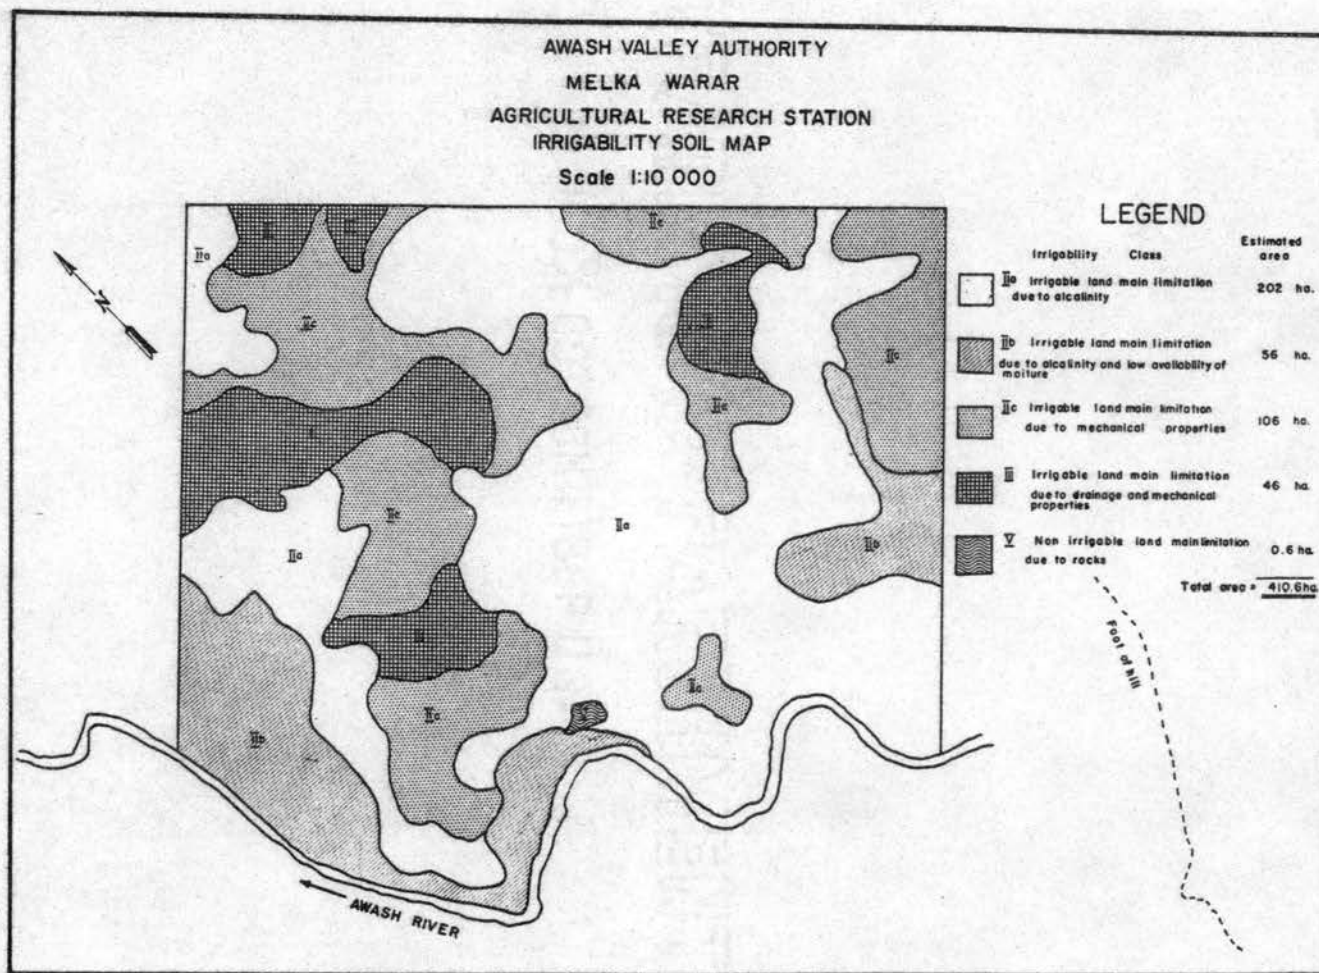 AWASH VALLEY AUTHORITY
MELKA WARAR
AGRICULTURAL RESEARCH STATION
IRRIGABILITY SOIL MAP
Scale 1:10 000
N
IIa
III
III
IIc
IIc
IIc
III
IIc
IIc
IIa
IIa
IIb
III
IIc
IIb
AWASH RIVER
LEGEND
Irrigability Class
Estimated
area
IIa Irrigable land main limitation
due to alcalinity
202 ha.
IIb Irrigable land main limitation
due to alcalinity and low availability of
moiture
56 ha.
IIc Irrigable land main limitation
due to mechanical properties
106 ha.
III Irrigable land main limitation
due to drainage and mechanical
properties
46 ha.
V Non irrigable land main limitation
due to rocks
0.6 ha.
Total area = 410.6 ha.
Foot of hill